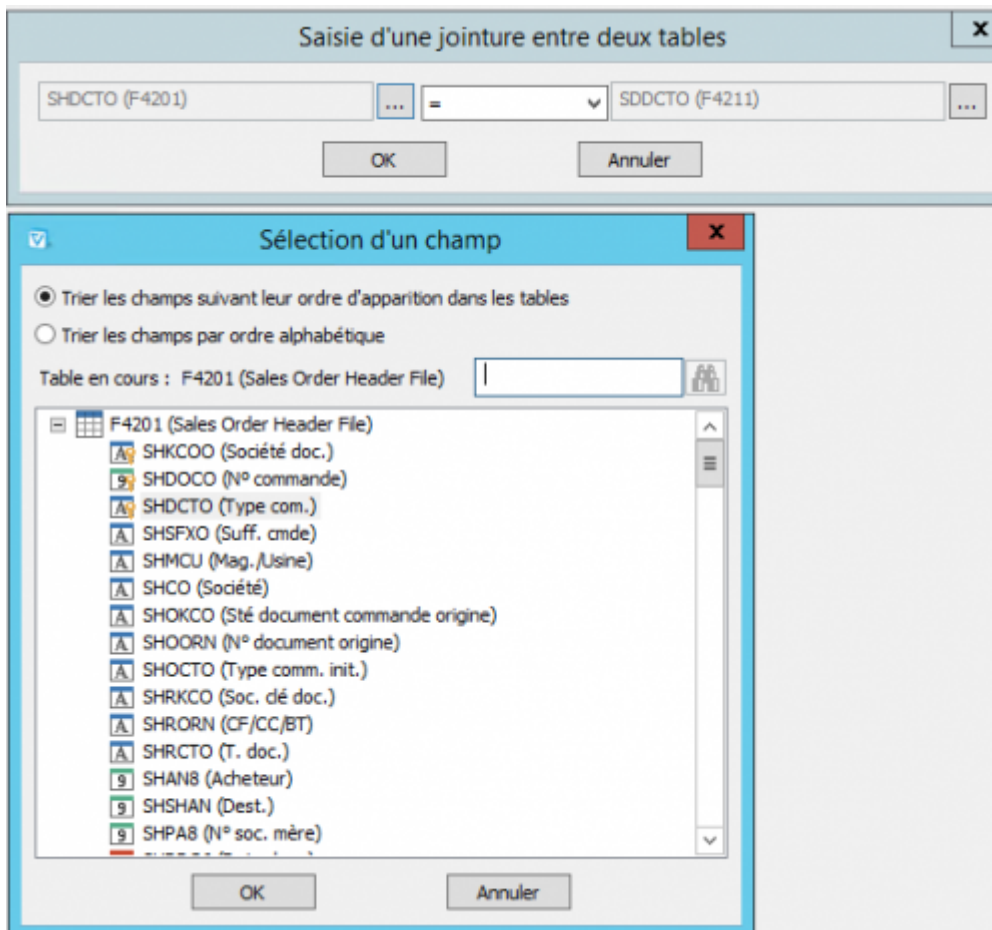 Saisie d'une jointure entre deux tables
x
SHDCTO (F4201) ... = SDDCTO (F4211) ...
OK Annuler
Sélection d'un champ
x
Trier les champs suivant leur ordre d'apparition dans les tables
Trier les champs par ordre alphabétique
Table en cours : F4201 (Sales Order Header File)
F4201 (Sales Order Header File)
SHKCOO (Société doc.)
SHDOCO (Nº commande)
SHDCTO (Type com.)
SHSFXO (Suff. cmde)
SHMCU (Mag./Usine)
SHCO (Société)
SHOKCO (Sté document commande origine)
SHOORN (N° document origine)
SHOCTO (Type comm. init.)
SHRKCO (Soc. clé doc.)
SHRORN (CF/CC/BT)
SHRCTO (T. doc.)
SHAN8 (Acheteur)
SHSHAN (Dest.)
SHPA8 (N° soc. mère)
OK Annuler